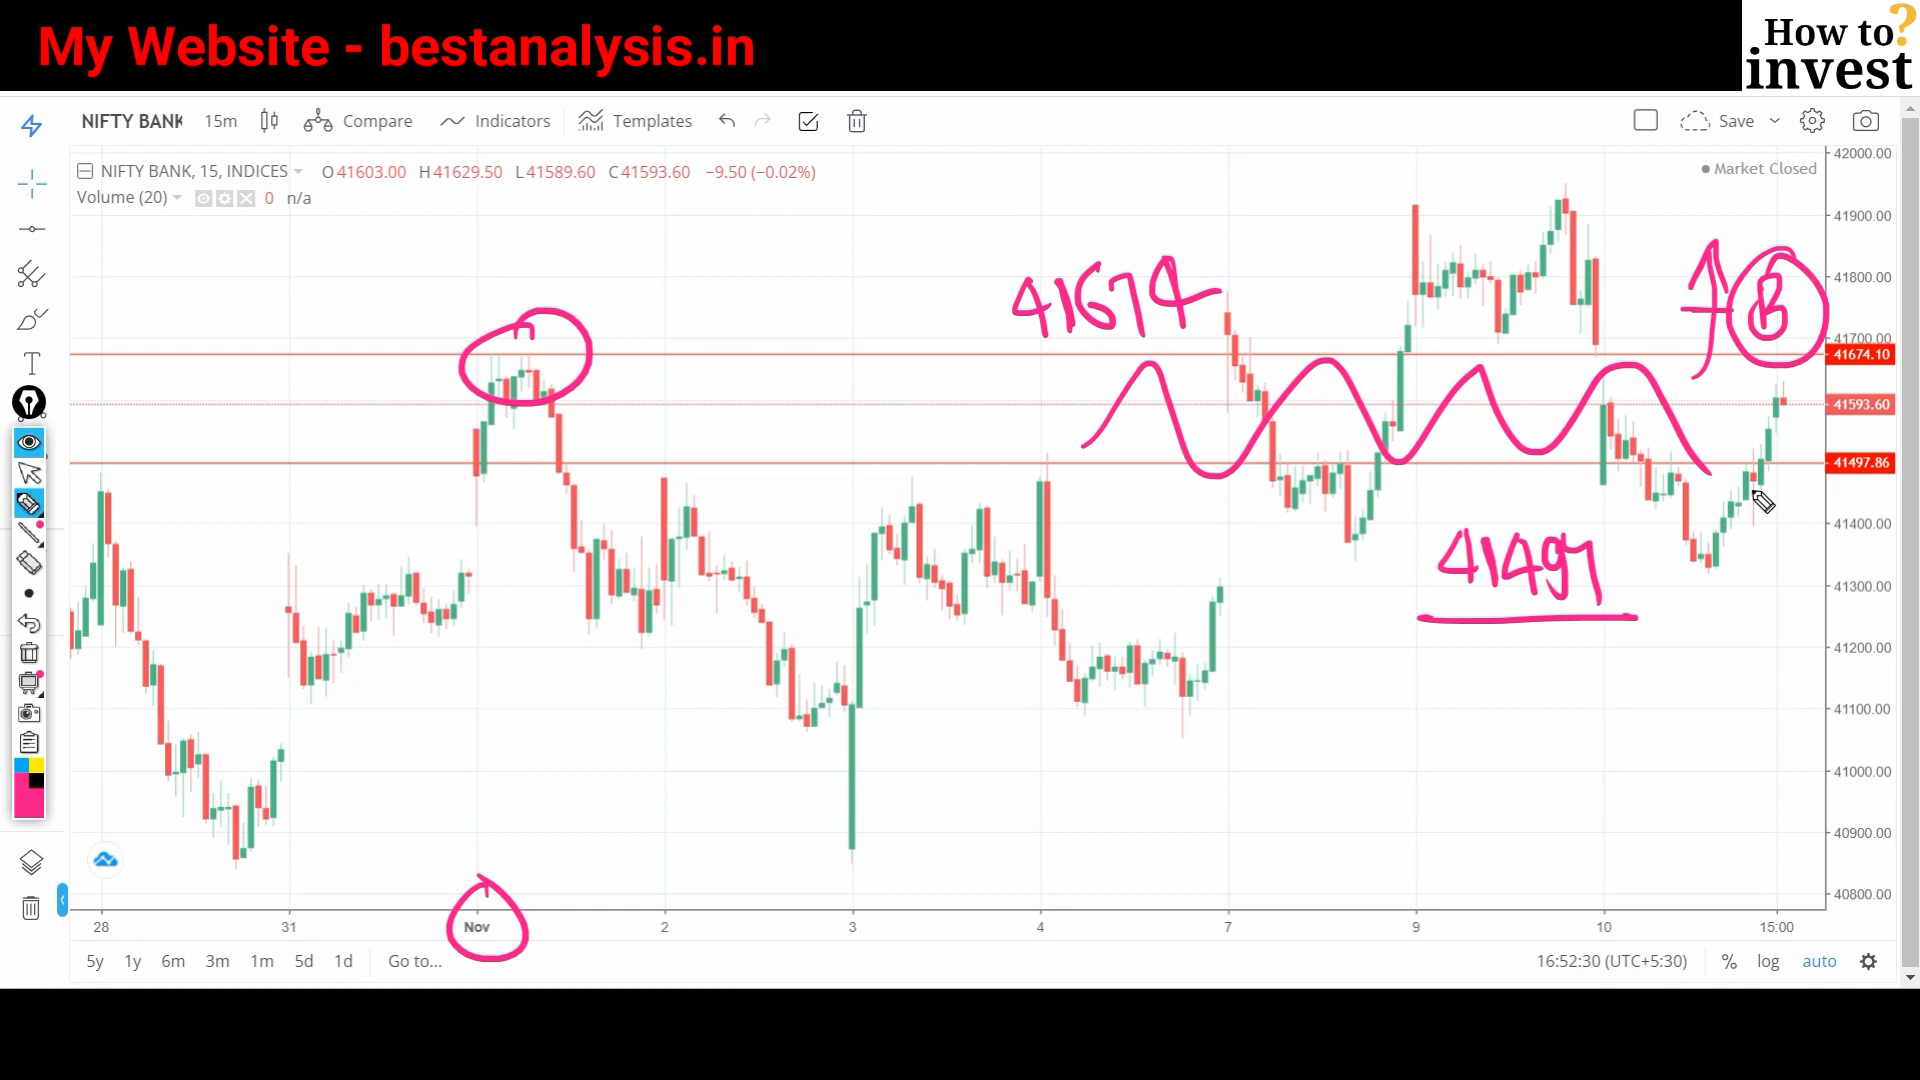 My Website - bestanalysis.in
How to?
invest
NIFTY BANK 15m Compare Indicators Templates Save
NIFTY BANK, 15, INDICES O41603.00 H41629.50 L41589.60 C41593.60 −9.50 (−0.02%)
Market Closed
Volume (20) 0 n/a
42000.00
41900.00
41800.00
41700.00
41674.10
41593.60
41497.86
41400.00
41300.00
41200.00
41100.00
41000.00
40900.00
40800.00
41674
B
41497
28 31 Nov 2 3 4 7 9 10 15:00
5y 1y 6m 3m 1m 5d 1d Go to... 16:52:30 (UTC+5:30) % log auto